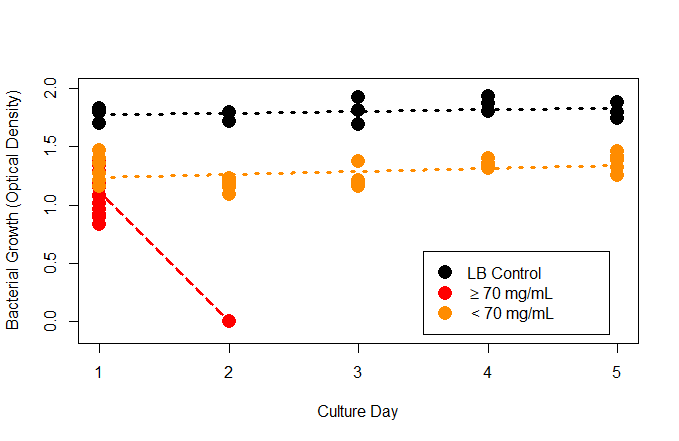 Bacterial Growth (Optical Density)
2.0
1.5
1.0
0.5
0.0
LB Control
≥ 70 mg/mL
< 70 mg/mL
1 2 3 4 5
Culture Day